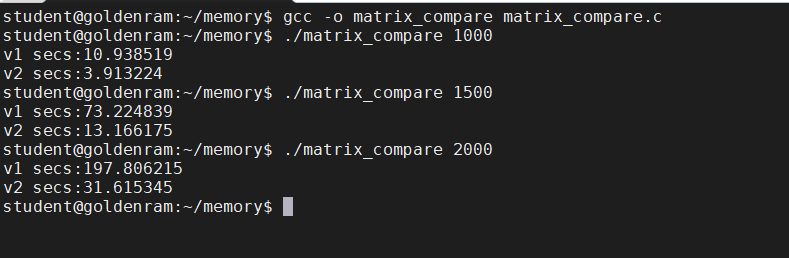 student@goldenram:~/memory$ gcc -o matrix_compare matrix_compare.c
student@goldenram:~/memory$ ./matrix_compare 1000
v1 secs:10.938519
v2 secs:3.913224
student@goldenram:~/memory$ ./matrix_compare 1500
v1 secs:73.224839
v2 secs:13.166175
student@goldenram:~/memory$ ./matrix_compare 2000
v1 secs:197.806215
v2 secs:31.615345
student@goldenram:~/memory$